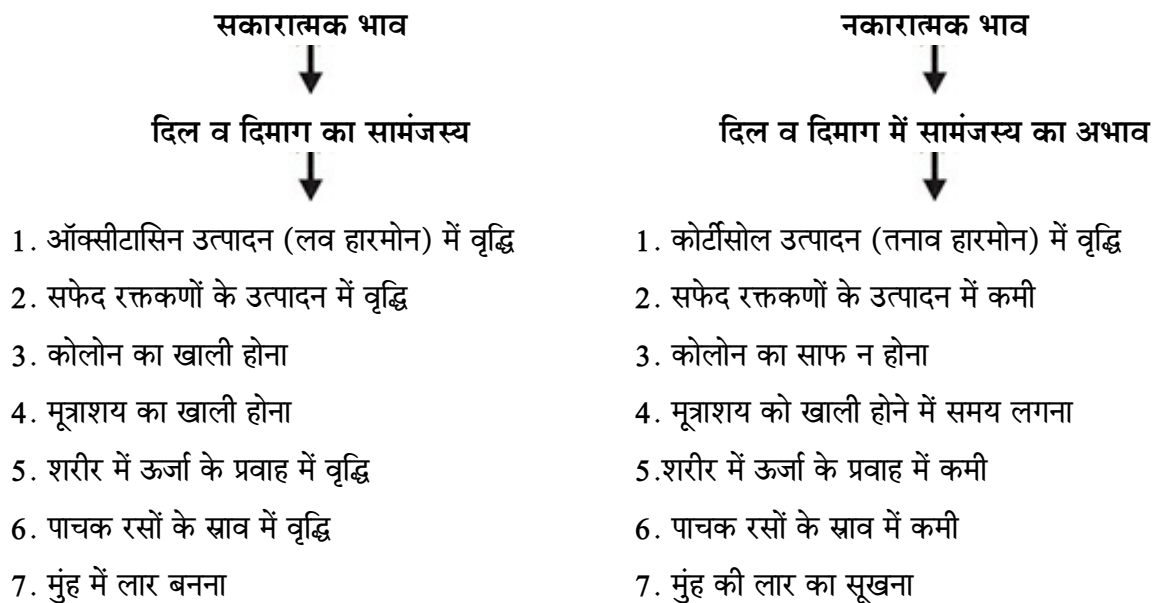 सकारात्मक भाव
दिल व दिमाग का सामंजस्य
1. ऑक्सीटासिन उत्पादन (लव हारमोन) में वृद्धि
2. सफेद रक्तकणों के उत्पादन में वृद्धि
3. कोलोन का खाली होना
4. मूत्राशय का खाली होना
5. शरीर में ऊर्जा के प्रवाह में वृद्धि
6. पाचक रसों के स्राव में वृद्धि
7. मुंह में लार बनना
नकारात्मक भाव
दिल व दिमाग में सामंजस्य का अभाव
1. कोर्टीसोल उत्पादन (तनाव हारमोन) में वृद्धि
2. सफेद रक्तकणों के उत्पादन में कमी
3. कोलोन का साफ न होना
4. मूत्राशय को खाली होने में समय लगना
5.शरीर में ऊर्जा के प्रवाह में कमी
6. पाचक रसों के स्राव में कमी
7. मुंह की लार का सूखना